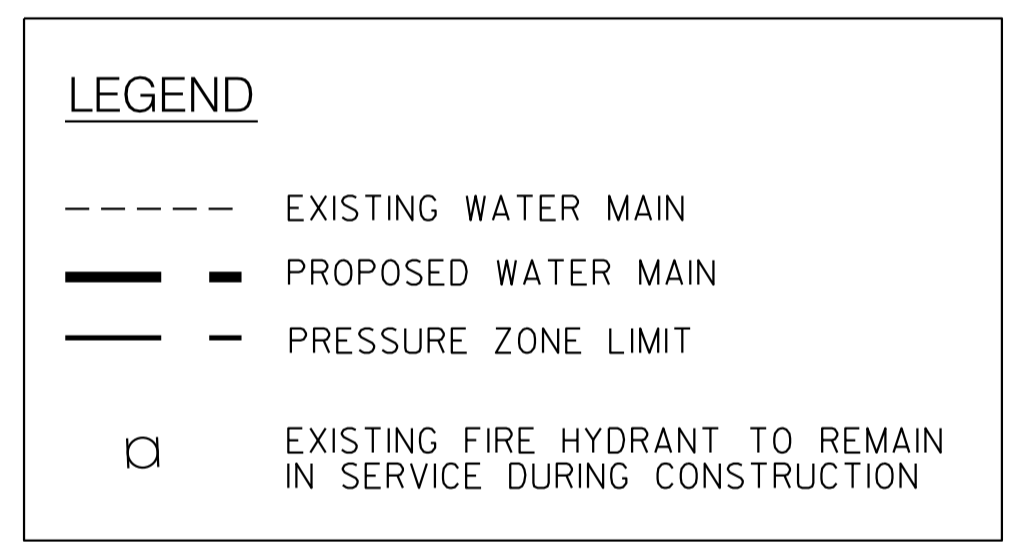 LEGEND
EXISTING WATER MAIN
PROPOSED WATER MAIN
PRESSURE ZONE LIMIT
EXISTING FIRE HYDRANT TO REMAIN
IN SERVICE DURING CONSTRUCTION